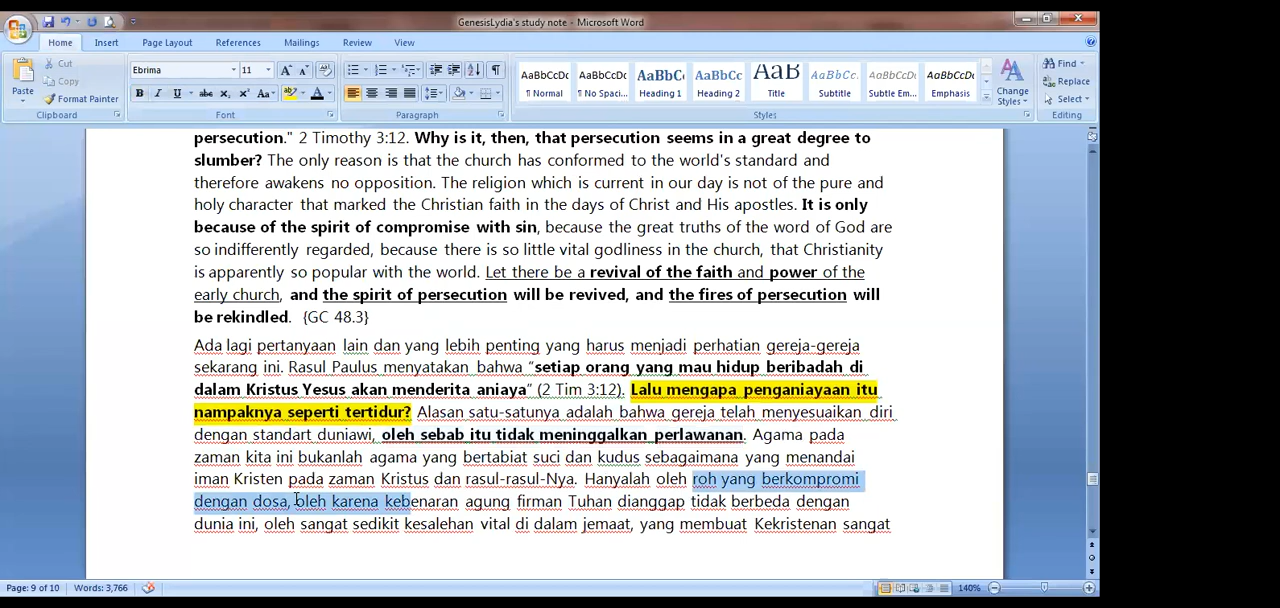 GenesisLydia's study note - Microsoft Word
Home Insert Page Layout References Mailings Review View
Paste
Cut
Copy
Format Painter
Clipboard
Ebrima 11
Font
Paragraph
AaBbCcDc AaBbCcDc AaBbC AaBbCc AaB AaBbCc. AaBbCcDc AaBbCcDc
¶ Normal ¶ No Spaci... Heading 1 Heading 2 Title Subtitle Subtle Em... Emphasis
Change Styles
Styles
Find
Replace
Select
Editing
persecution." 2 Timothy 3:12. Why is it, then, that persecution seems in a great degree to
slumber? The only reason is that the church has conformed to the world's standard and
therefore awakens no opposition. The religion which is current in our day is not of the pure and
holy character that marked the Christian faith in the days of Christ and His apostles. It is only
because of the spirit of compromise with sin, because the great truths of the word of God are
so indifferently regarded, because there is so little vital godliness in the church, that Christianity
is apparently so popular with the world. Let there be a revival of the faith and power of the
early church, and the spirit of persecution will be revived, and the fires of persecution will
be rekindled. {GC 48.3}
Ada lagi pertanyaan lain dan yang lebih penting yang harus menjadi perhatian gereja-gereja
sekarang ini. Rasul Paulus menyatakan bahwa "setiap orang yang mau hidup beribadah di
dalam Kristus Yesus akan menderita aniaya" (2 Tim 3:12). Lalu mengapa penganiayaan itu
nampaknya seperti tertidur? Alasan satu-satunya adalah bahwa gereja telah menyesuaikan diri
dengan standart duniawi, oleh sebab itu tidak meninggalkan perlawanan. Agama pada
zaman kita ini bukanlah agama yang bertabiat suci dan kudus sebagaimana yang menandai
iman Kristen pada zaman Kristus dan rasul-rasul-Nya. Hanyalah oleh roh yang berkompromi
dengan dosa, oleh karena kebenaran agung firman Tuhan dianggap tidak berbeda dengan
dunia ini, oleh sangat sedikit kesalehan vital di dalam jemaat, yang membuat Kekristenan sangat
Page: 9 of 10 Words: 3,766 140%